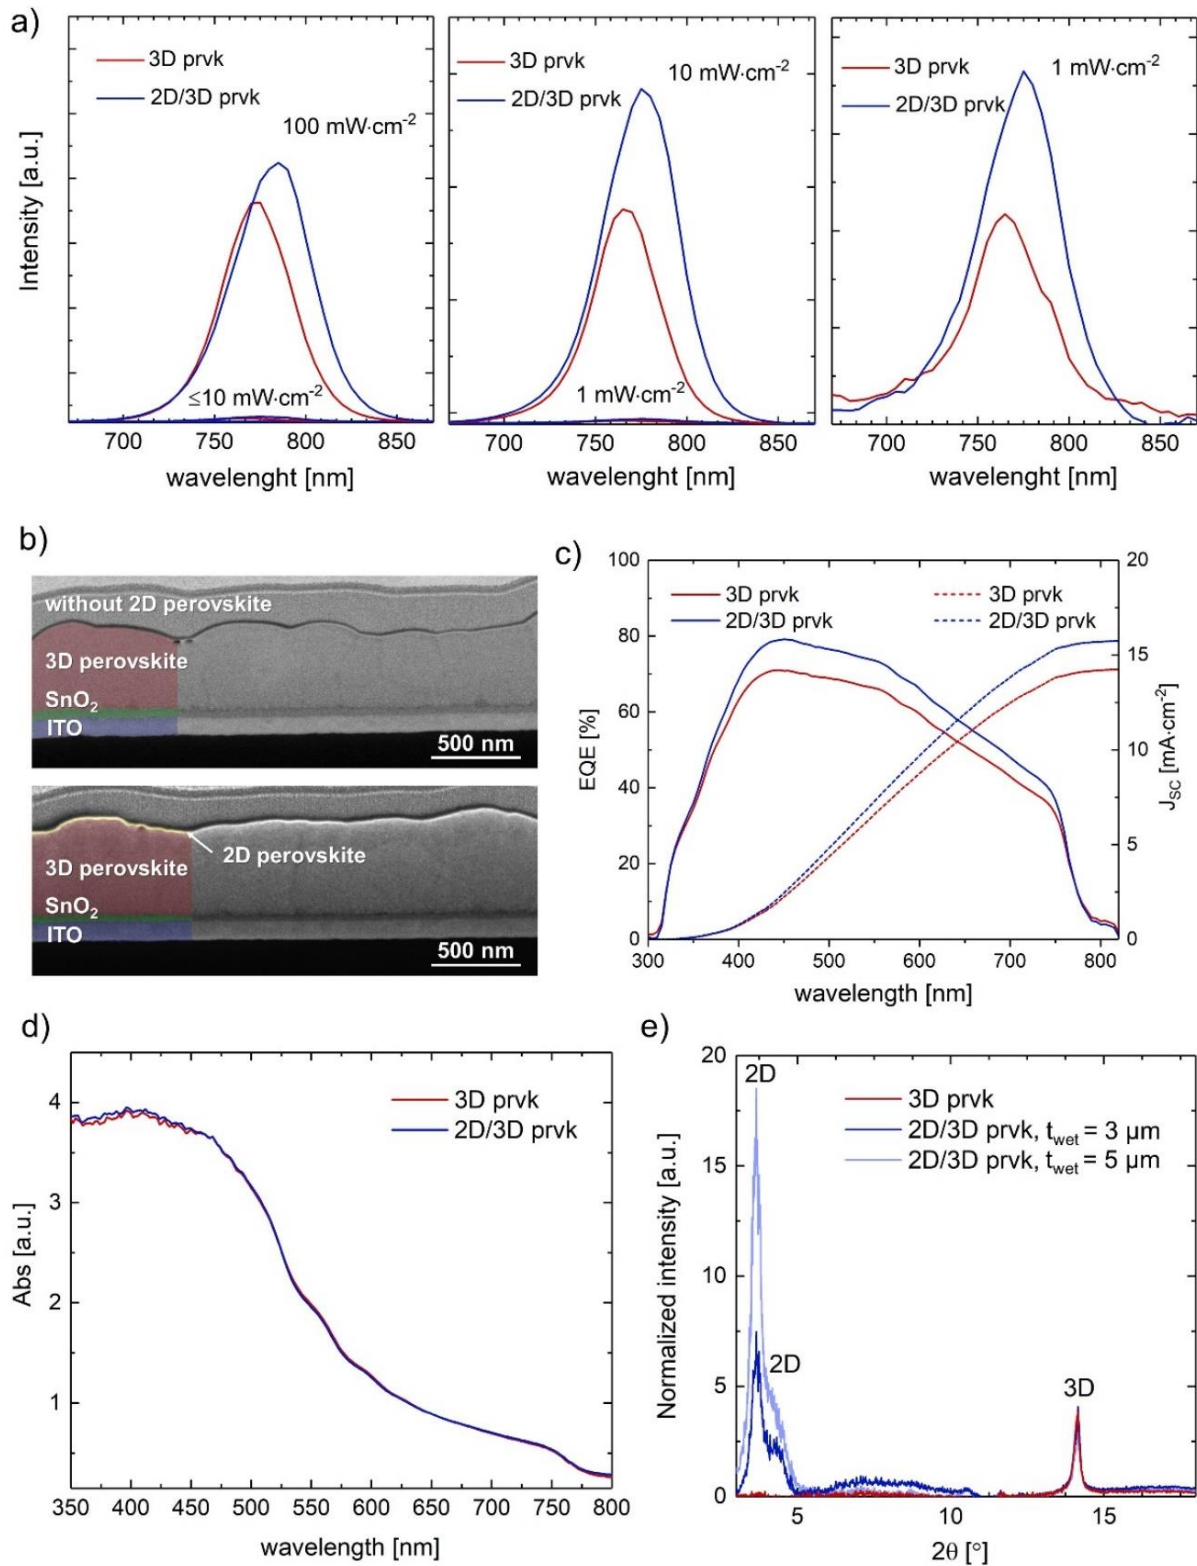 a)
3D prvk
2D/3D prvk
100 mW·cm-2
≤10 mW·cm-2
Intensity [a.u.]
700 750 800 850
wavelenght [nm]
3D prvk
2D/3D prvk
10 mW·cm-2
1 mW·cm-2
700 750 800 850
wavelenght [nm]
3D prvk
2D/3D prvk
1 mW·cm-2
700 750 800 850
wavelenght [nm]
b)
without 2D perovskite
3D perovskite
SnO2
ITO
500 nm
2D perovskite
3D perovskite
SnO2
ITO
500 nm
c)
3D prvk
2D/3D prvk
3D prvk
2D/3D prvk
EQE [%]
100
80
60
40
20
0
JSC [mA·cm-2]
20
15
10
5
0
300 400 500 600 700 800
wavelength [nm]
d)
3D prvk
2D/3D prvk
Abs [a.u.]
4
3
2
1
350 400 450 500 550 600 650 700 750 800
wavelength [nm]
e)
3D prvk
2D/3D prvk, twet = 3 µm
2D/3D prvk, twet = 5 µm
2D
2D
3D
Normalized intensity [a.u.]
20
15
10
5
0
5 10 15
2θ [°]